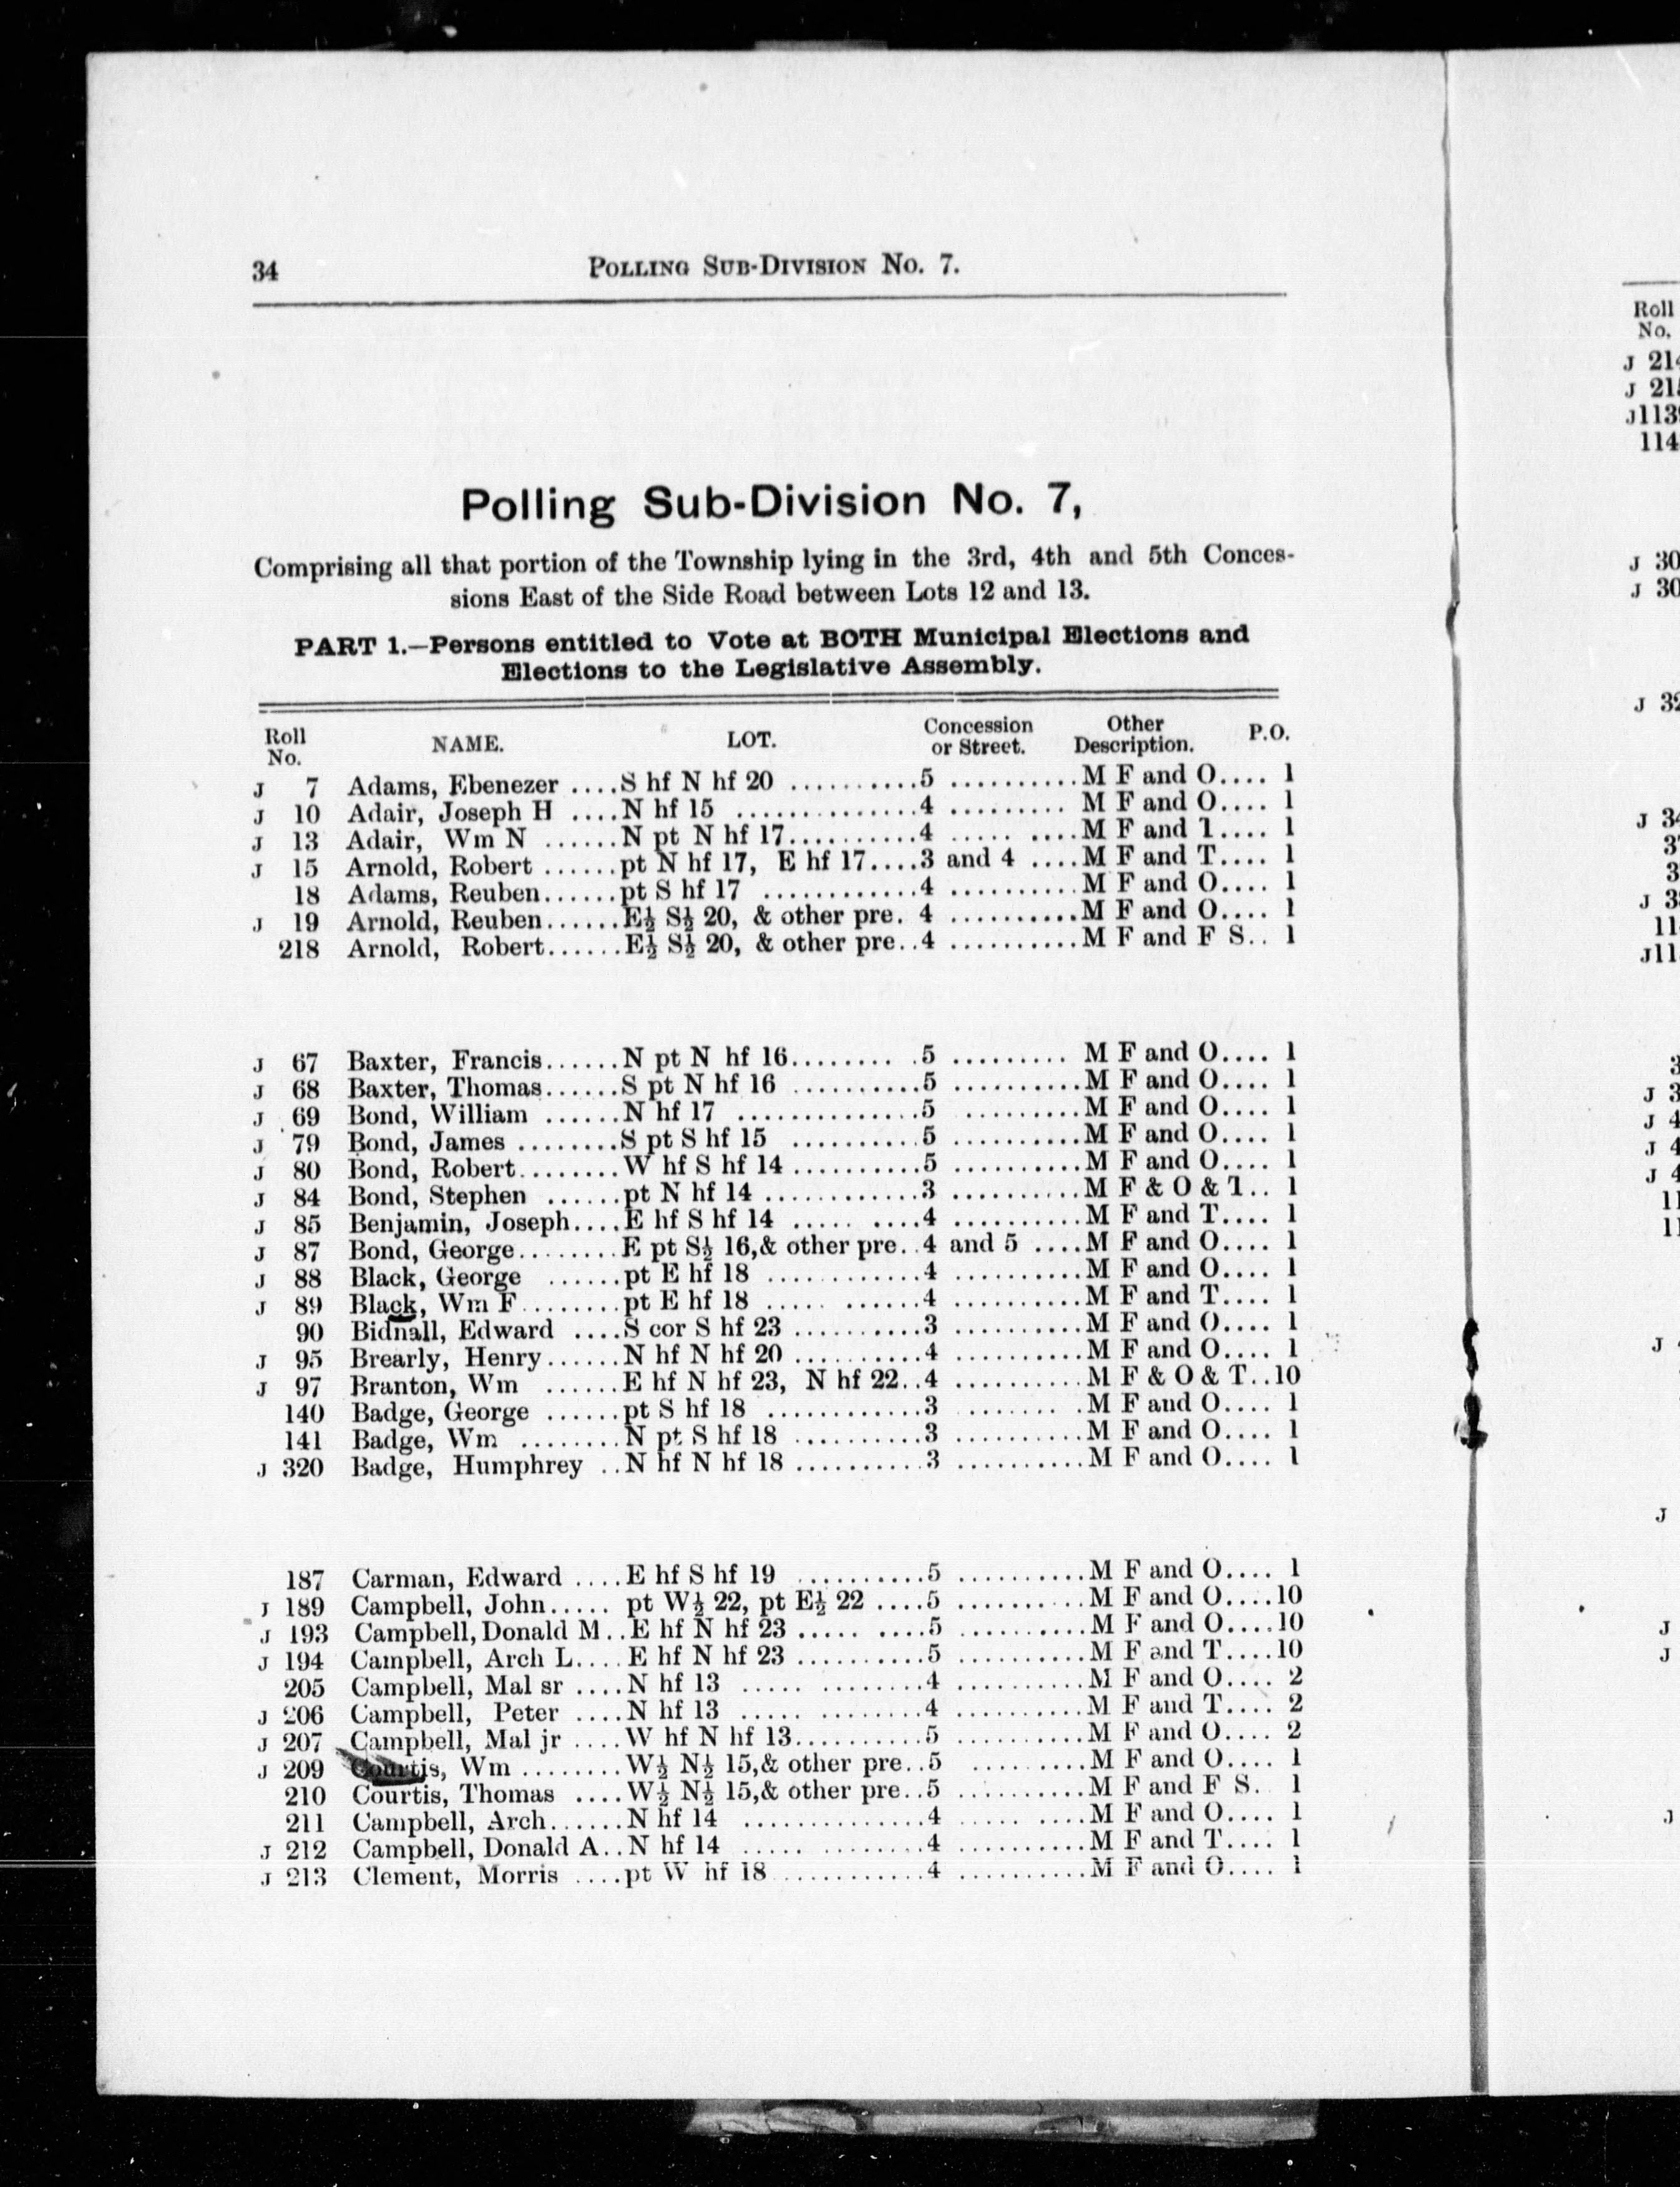 34 POLLING SUB-DIVISION NO. 7.
Polling Sub-Division No. 7,
Comprising all that portion of the Township lying in the 3rd, 4th and 5th Conces-
sions East of the Side Road between Lots 12 and 13.
PART 1.—Persons entitled to Vote at BOTH Municipal Elections and
Elections to the Legislative Assembly.
Roll No. NAME. LOT. Concession or Street. Other Description. P.O.
J 7 Adams, Ebenezer ....S hf N hf 20 ..........5 ..........M F and O.... 1
J 10 Adair, Joseph H ....N hf 15 ..............4 ......... M F and O.... 1
J 13 Adair, Wm N ......N pt N hf 17..........4 ..... ....M F and T.... 1
J 15 Arnold, Robert ......pt N hf 17, E hf 17....3 and 4 ....M F and T.... 1
18 Adams, Reuben......pt S hf 17 ............4 ..........M F and O.... 1
J 19 Arnold, Reuben......E½ S½ 20, & other pre. 4 ..........M F and O.... 1
218 Arnold, Robert......E½ S½ 20, & other pre..4 ..........M F and F S.. 1
J 67 Baxter, Francis......N pt N hf 16........ .5 ......... M F and O.... 1
J 68 Baxter, Thomas......S pt N hf 16 ..........5 ..........M F and O.... 1
J 69 Bond, William ......N hf 17 ..............5 .........M F and O.... 1
J 79 Bond, James ........S pt S hf 15 ..........5 ..........M F and O.... 1
J 80 Bond, Robert........W hf S hf 14 ..........5 ..........M F and O.... 1
J 84 Bond, Stephen ......pt N hf 14 ............3 ..........M F & O & T.. 1
J 85 Benjamin, Joseph....E hf S hf 14 ..... ....4 ..........M F and T.... 1
J 87 Bond, George........E pt S½ 16,& other pre..4 and 5 ....M F and O.... 1
J 88 Black, George ......pt E hf 18 ............4 ..........M F and O.... 1
J 89 Black, Wm F........pt E hf 18 ..... ......4 ..........M F and T.... 1
90 Bidnall, Edward ....S cor S hf 23 ..........3 ..........M F and O.... 1
J 95 Brearly, Henry......N hf N hf 20 ..........4 ..........M F and O.... 1
J 97 Branton, Wm ......E hf N hf 23, N hf 22..4 ..........M F & O & T..10
140 Badge, George ......pt S hf 18 ............3 ........ .M F and O.... 1
141 Badge, Wm ........N pt S hf 18 ..........3 ..........M F and O.... 1
J 320 Badge, Humphrey ..N hf N hf 18 ..........3 ..........M F and O.... 1
187 Carman, Edward ....E hf S hf 19 ..........5 ..........M F and O.... 1
J 189 Campbell, John..... pt W½ 22, pt E½ 22 ....5 ..........M F and O....10
J 193 Campbell, Donald M..E hf N hf 23 ..... ....5 ..........M F and O....10
J 194 Campbell, Arch L....E hf N hf 23 ..........5 ..........M F and T....10
205 Campbell, Mal sr ....N hf 13 ..... ........4 ..........M F and O.... 2
J 206 Campbell, Peter ....N hf 13 ..... ........4 ..........M F and T.... 2
J 207 Campbell, Mal jr ....W hf N hf 13..........5 ..........M F and O.... 2
J 209 Courtis, Wm ........W½ N½ 15,& other pre..5 .........M F and O.... 1
210 Courtis, Thomas ....W½ N½ 15,& other pre..5 ..........M F and F S. 1
211 Campbell, Arch......N hf 14 ..............4 ..... ....M F and O.... 1
J 212 Campbell, Donald A..N hf 14 ..... ........4 ..........M F and T.... 1
J 213 Clement, Morris ....pt W hf 18............4 ..........M F and O.... 1
Roll
No.